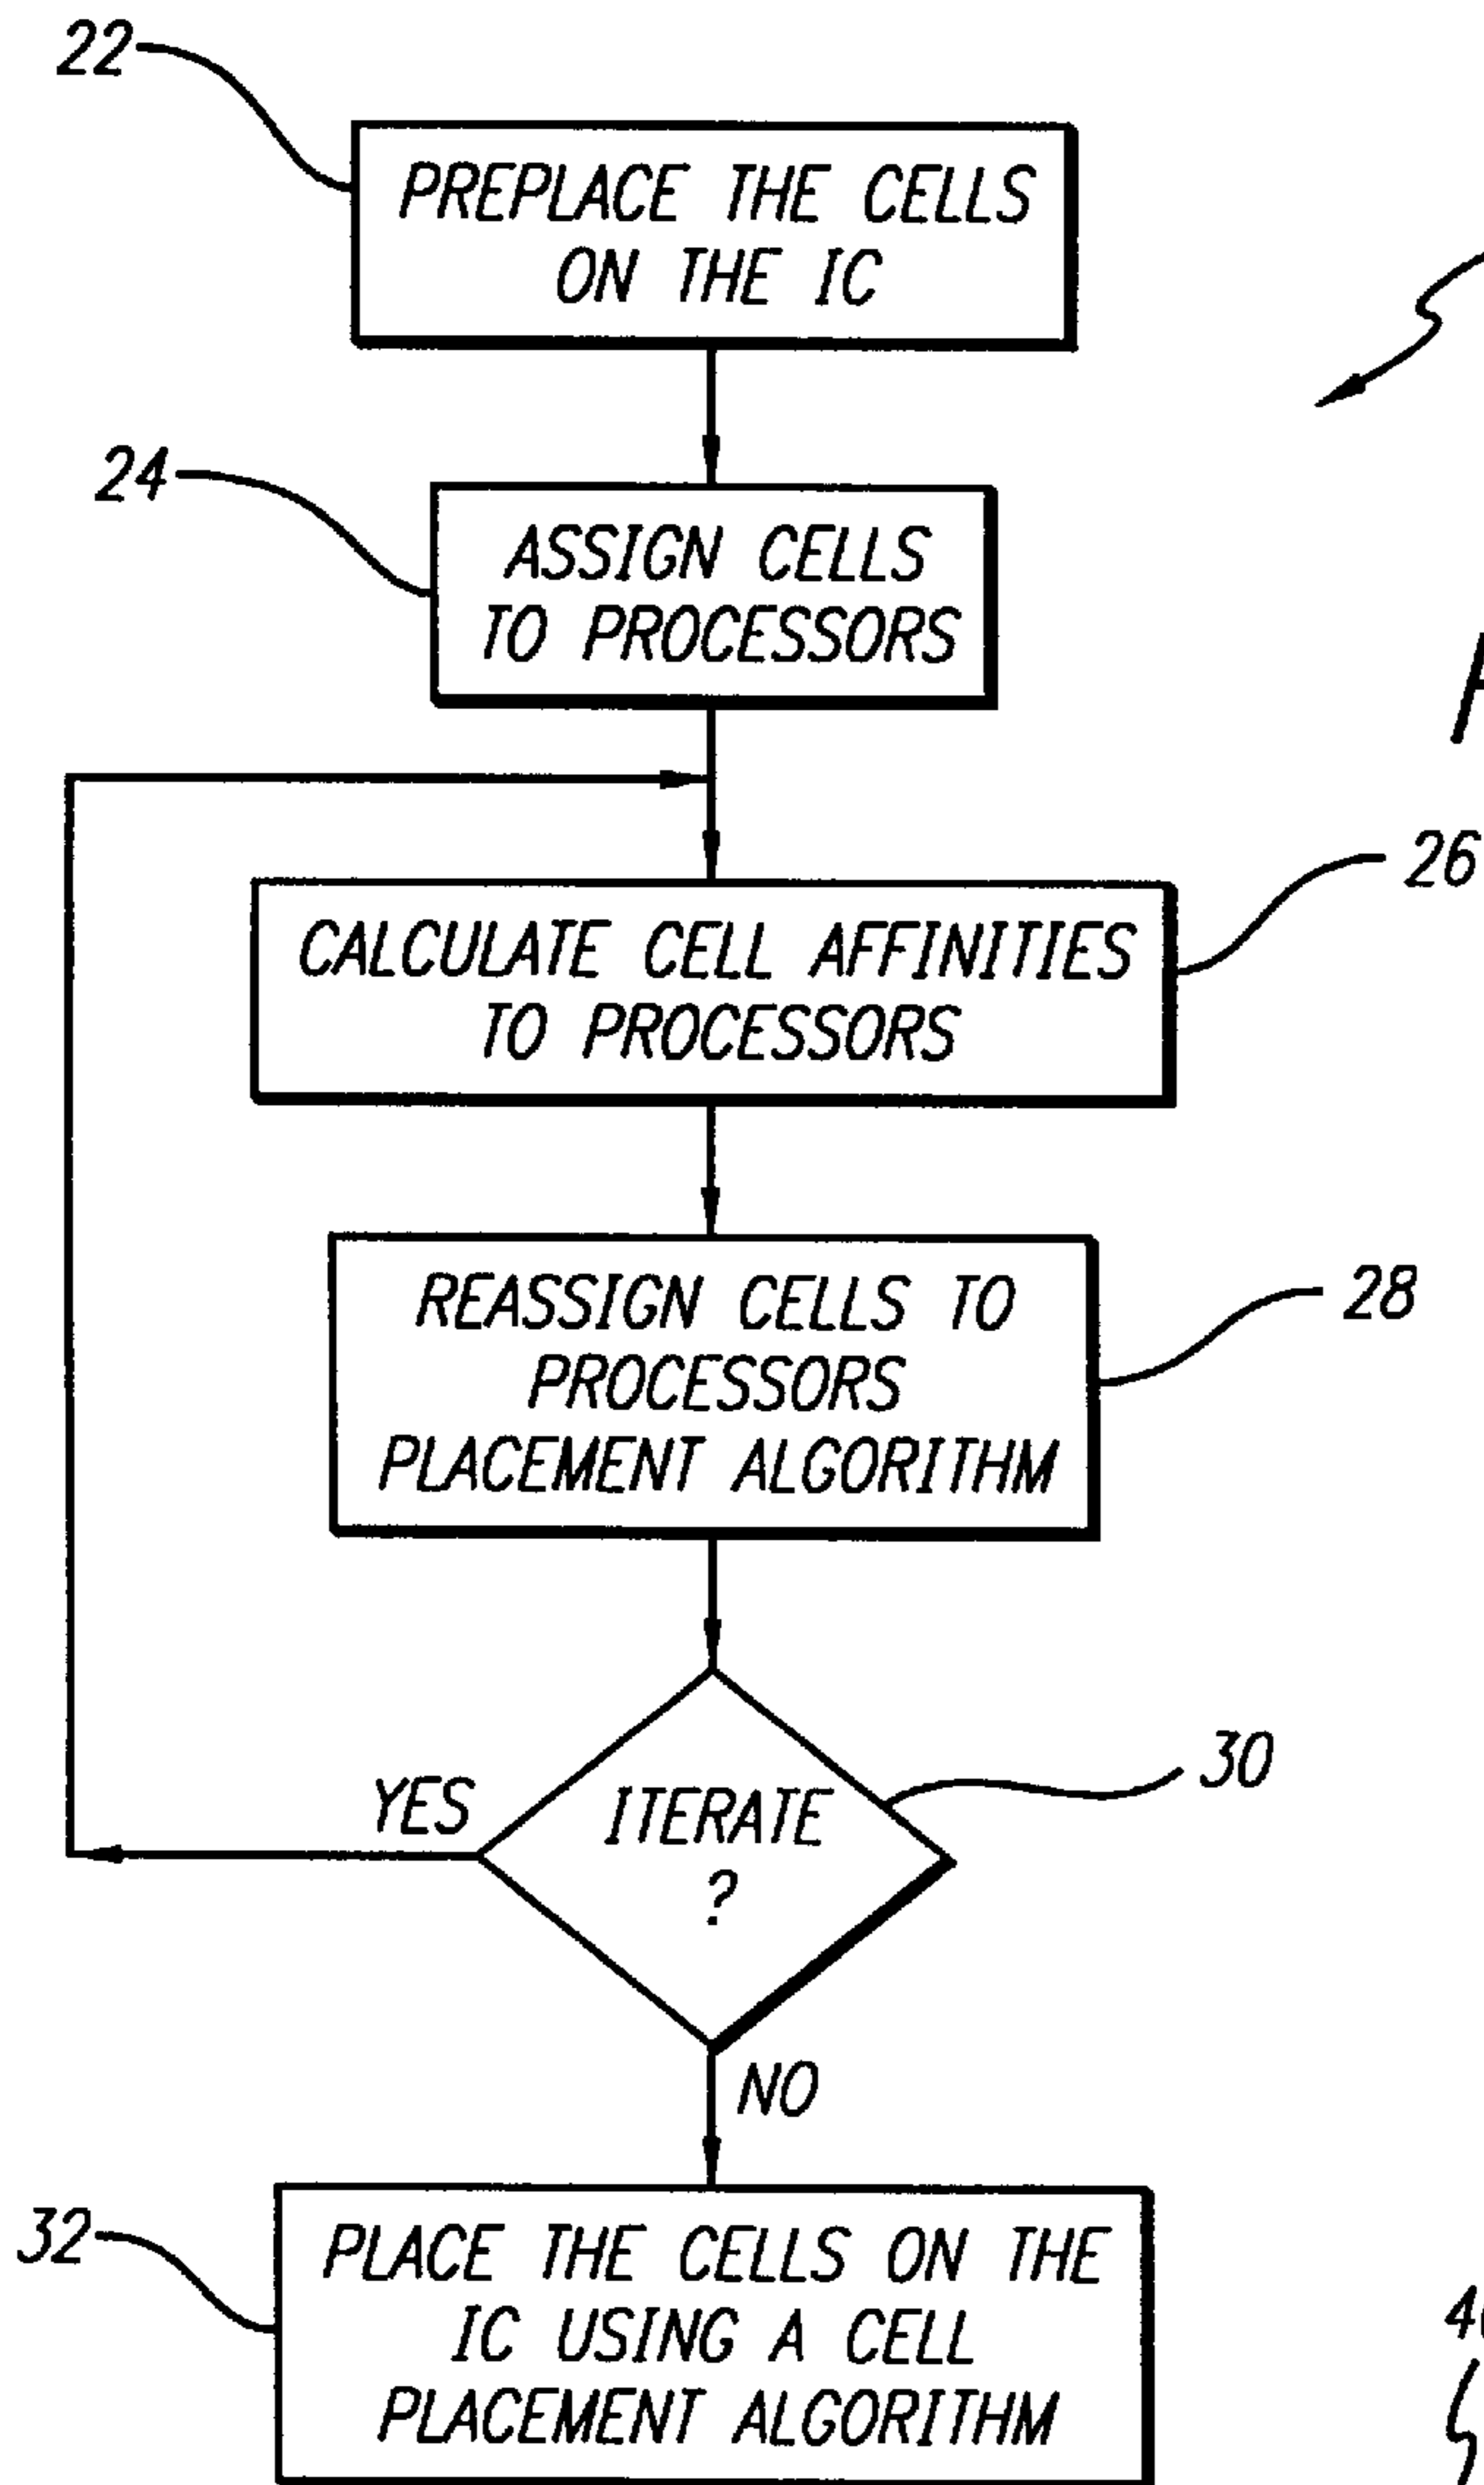 22
PREPLACE THE CELLS
ON THE IC
24
ASSIGN CELLS
TO PROCESSORS
26
CALCULATE CELL AFFINITIES
TO PROCESSORS
REASSIGN CELLS TO
28
PROCESSORS
PLACEMENT ALGORITHM
30
YES
ITERATE
?
NO
32
PLACE THE CELLS ON THE
IC USING A CELL
PLACEMENT ALGORITHM